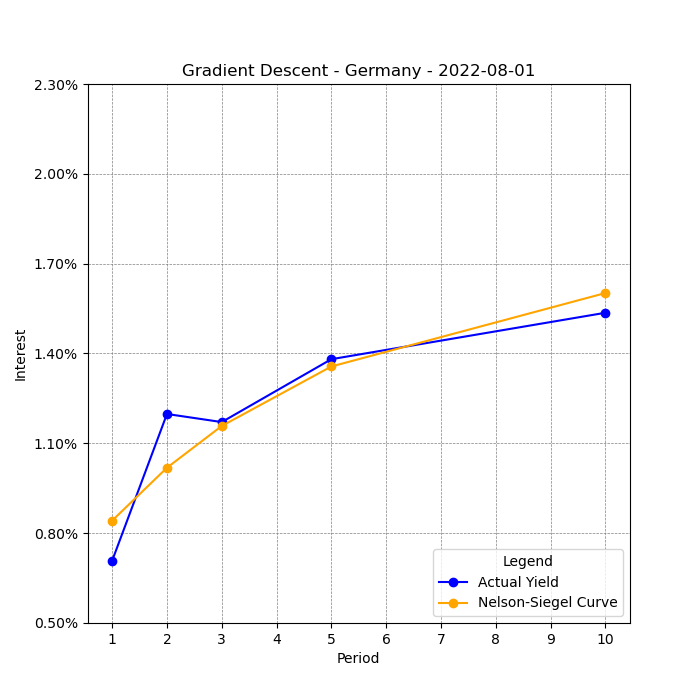 Gradient Descent - Germany - 2022-08-01
2.30%
2.00%
1.70%
1.40%
1.10%
0.80%
0.50%
Interest
1 2 3 4 5 6 7 8 9 10
Period
Legend
Actual Yield
Nelson-Siegel Curve